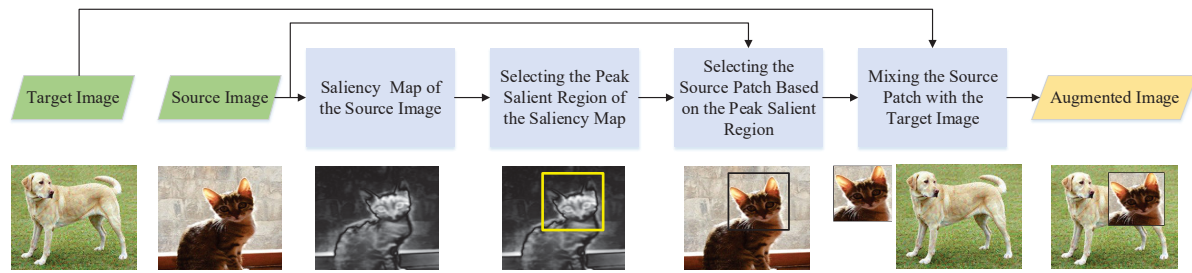 Target Image
Source Image
Saliency Map of
the Source Image
Selecting the Peak
Salient Region of
the Saliency Map
Selecting the
Source Patch Based
on the Peak Salient
Region
Mixing the Source
Patch with the
Target Image
Augmented Image